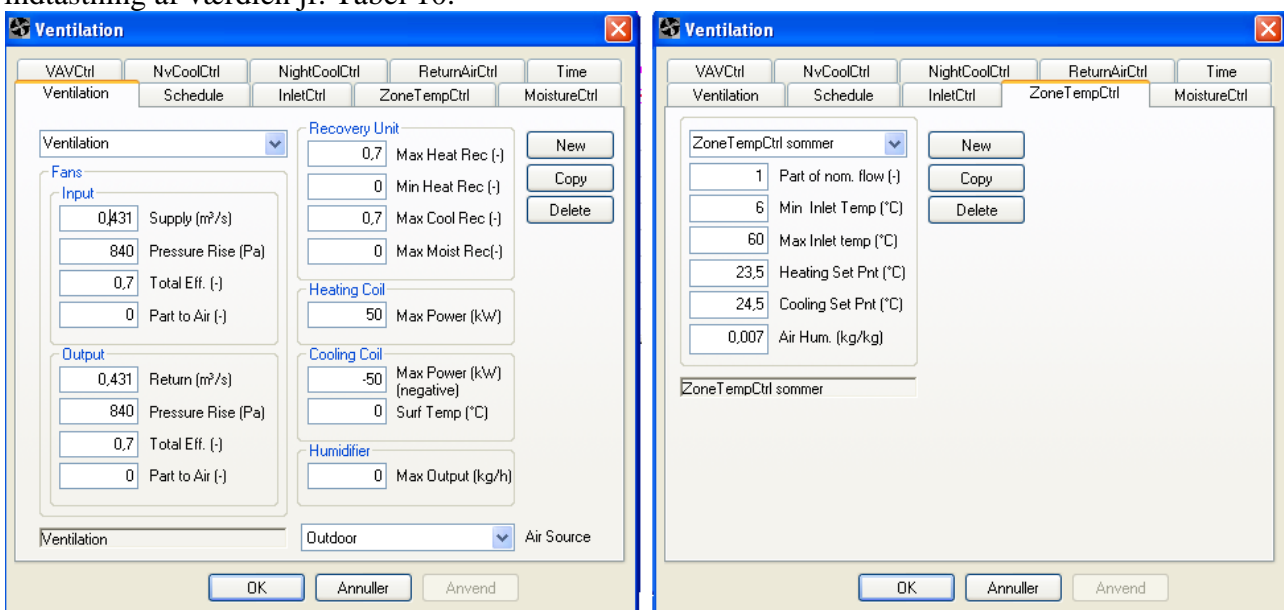 indtastning af værdien jf. Tabel 10.
Ventilation
VAVCtrl NvCoolCtrl NightCoolCtrl ReturnAirCtrl Time
Ventilation Schedule InletCtrl ZoneTempCtrl MoistureCtrl
Ventilation
Fans
Input
0,431 Supply (m³/s)
840 Pressure Rise (Pa)
0,7 Total Eff. (-)
0 Part to Air (-)
Output
0,431 Return (m³/s)
840 Pressure Rise (Pa)
0,7 Total Eff. (-)
0 Part to Air (-)
Ventilation
Recovery Unit
0,7 Max Heat Rec (-)
0 Min Heat Rec (-)
0,7 Max Cool Rec (-)
0 Max Moist Rec(-)
Heating Coil
50 Max Power (kW)
Cooling Coil
-50 Max Power (kW)
(negative)
0 Surf Temp (°C)
Humidifier
0 Max Output (kg/h)
Outdoor Air Source
New
Copy
Delete
OK Annuller Anvend
Ventilation
VAVCtrl NvCoolCtrl NightCoolCtrl ReturnAirCtrl Time
Ventilation Schedule InletCtrl ZoneTempCtrl MoistureCtrl
ZoneTempCtrl sommer
1 Part of nom. flow (-)
6 Min Inlet Temp (°C)
60 Max Inlet temp (°C)
23,5 Heating Set Pnt (°C)
24,5 Cooling Set Pnt (°C)
0,007 Air Hum. (kg/kg)
ZoneTempCtrl sommer
New
Copy
Delete
OK Annuller Anvend